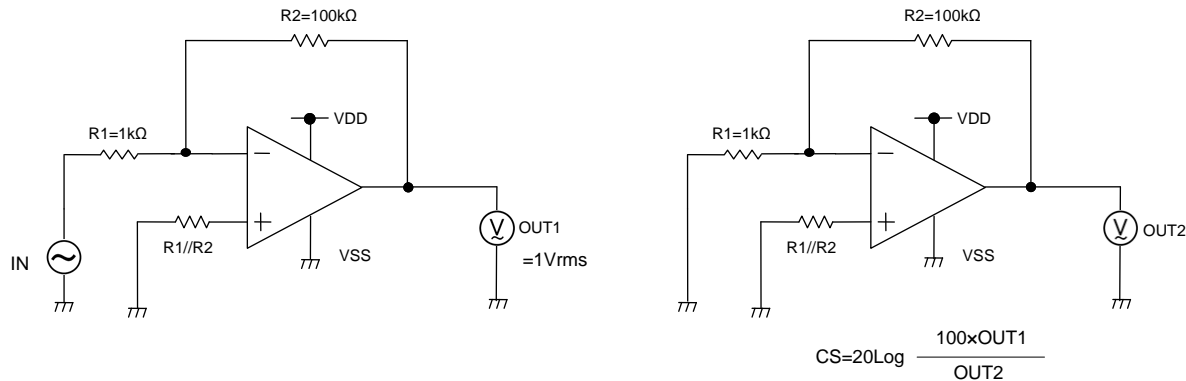 R2=100kΩ
VDD
R1=1kΩ
R1//R2
VSS
IN
V
OUT1
=1Vrms
R2=100kΩ
VDD
R1=1kΩ
R1//R2
VSS
V
OUT2
CS=20Log
100×OUT1
OUT2